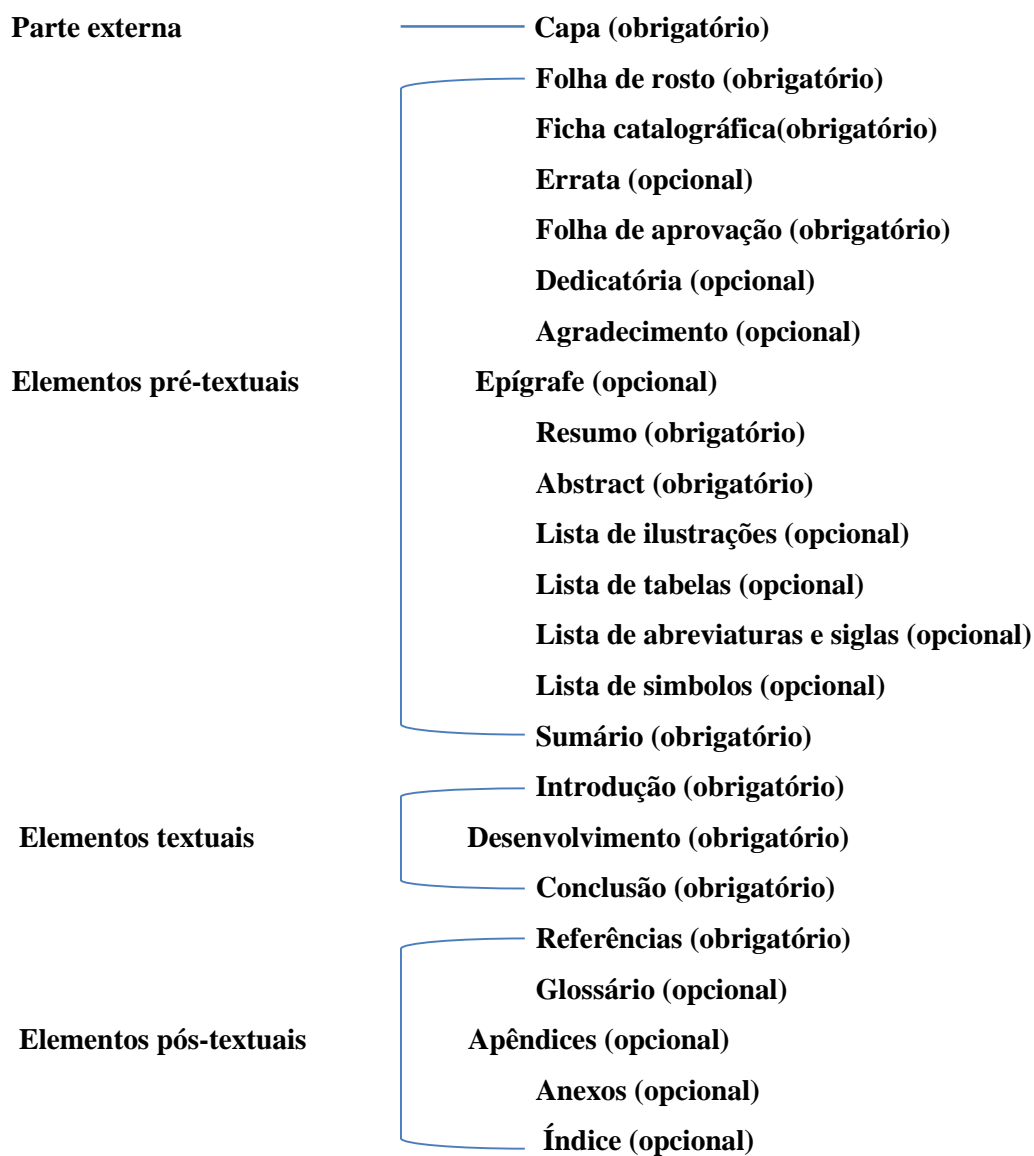 Parte externa Capa (obrigatório)
Folha de rosto (obrigatório)
Ficha catalográfica(obrigatório)
Errata (opcional)
Folha de aprovação (obrigatório)
Dedicatória (opcional)
Agradecimento (opcional)
Elementos pré-textuais Epígrafe (opcional)
Resumo (obrigatório)
Abstract (obrigatório)
Lista de ilustrações (opcional)
Lista de tabelas (opcional)
Lista de abreviaturas e siglas (opcional)
Lista de simbolos (opcional)
Sumário (obrigatório)
Introdução (obrigatório)
Elementos textuais Desenvolvimento (obrigatório)
Conclusão (obrigatório)
Referências (obrigatório)
Glossário (opcional)
Elementos pós-textuais Apêndices (opcional)
Anexos (opcional)
Índice (opcional)